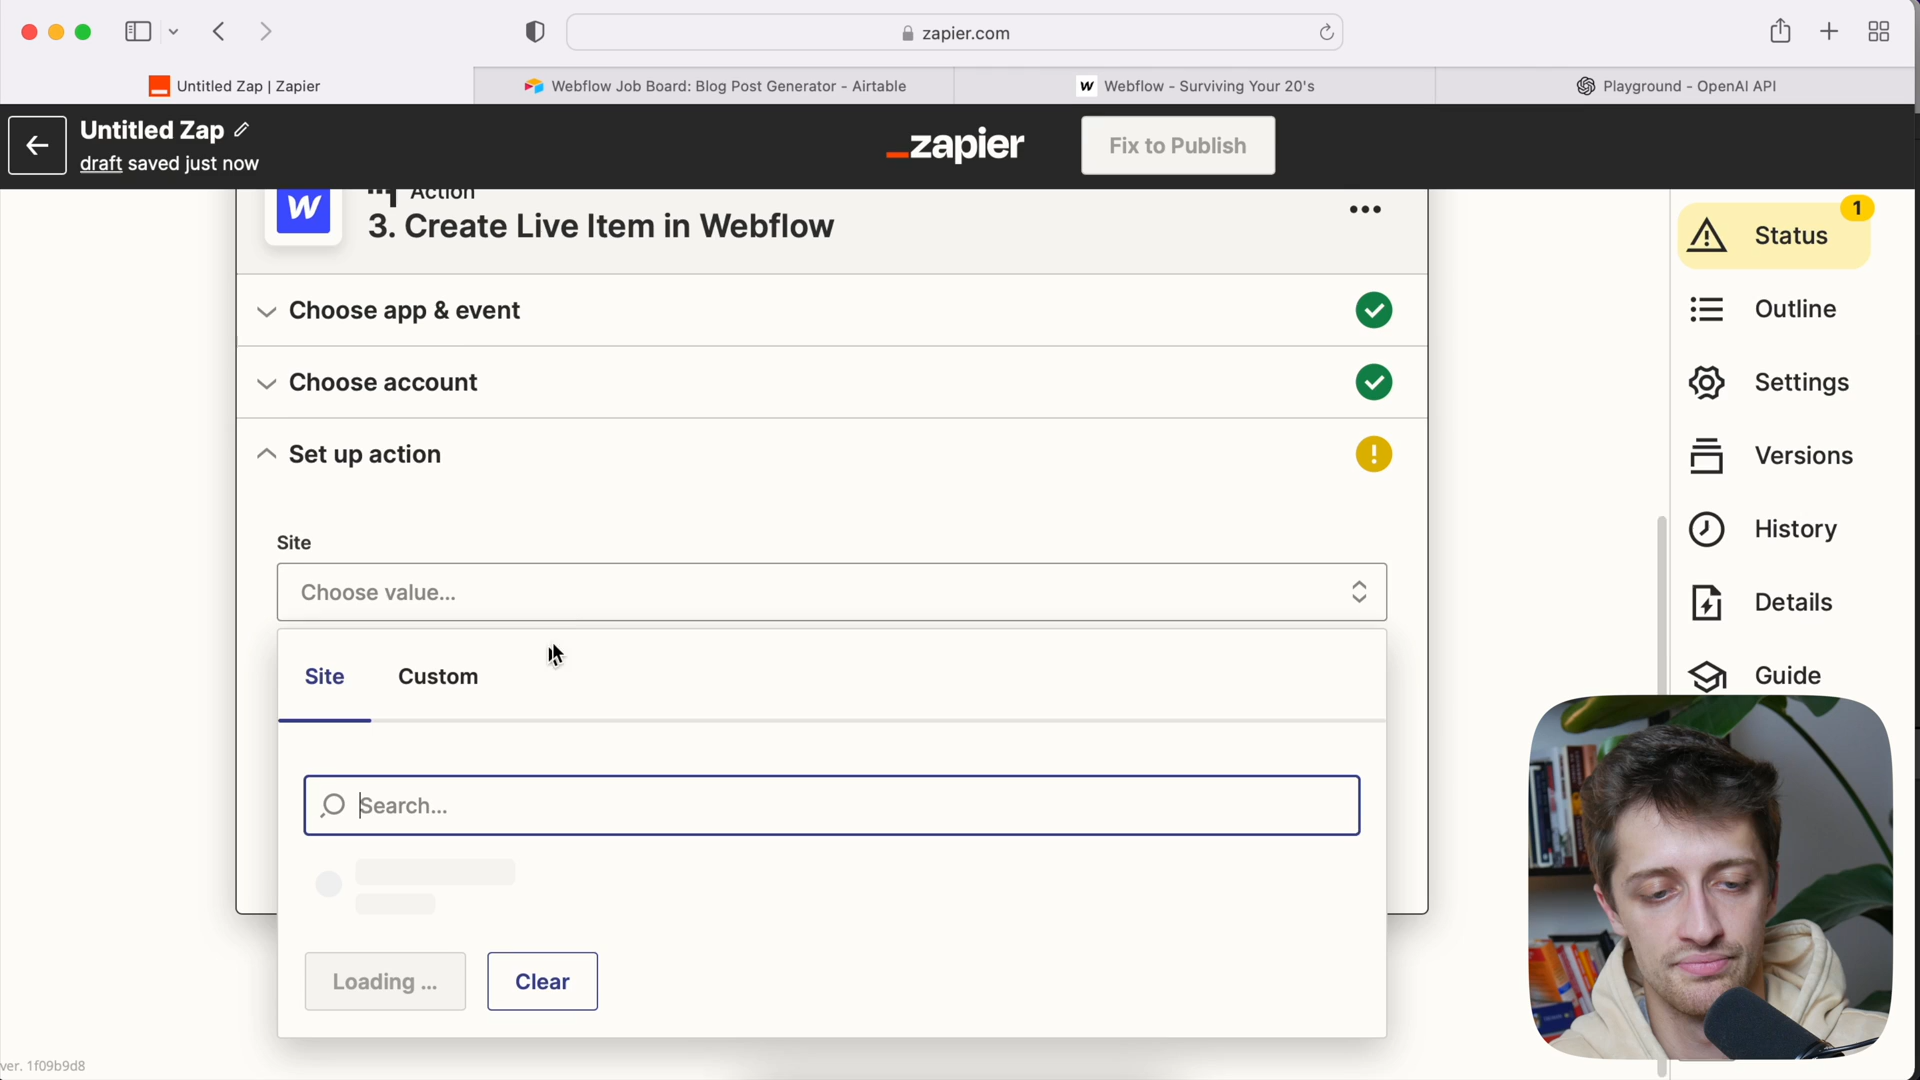 zapier.com
Untitled Zap | Zapier
Webflow Job Board: Blog Post Generator - Airtable
W Webflow - Surviving Your 20's
Playground - OpenAI API
Untitled Zap
draft saved just now
_zapier
Fix to Publish
W
Action
3. Create Live Item in Webflow
Choose app & event
Choose account
Set up action
!
Site
Choose value...
Site
Custom
Search...
Loading ...
Clear
1
Status
Outline
Settings
Versions
History
Details
Guide
ver. 1f09b9d8